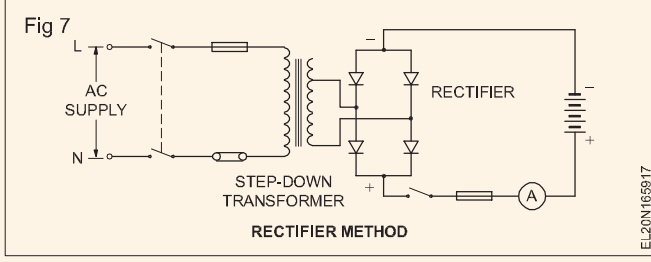 Fig 7
L
AC
SUPPLY
N
STEP-DOWN
TRANSFORMER
−
RECTIFIER
+
−
+
A
RECTIFIER METHOD
EL20N165917